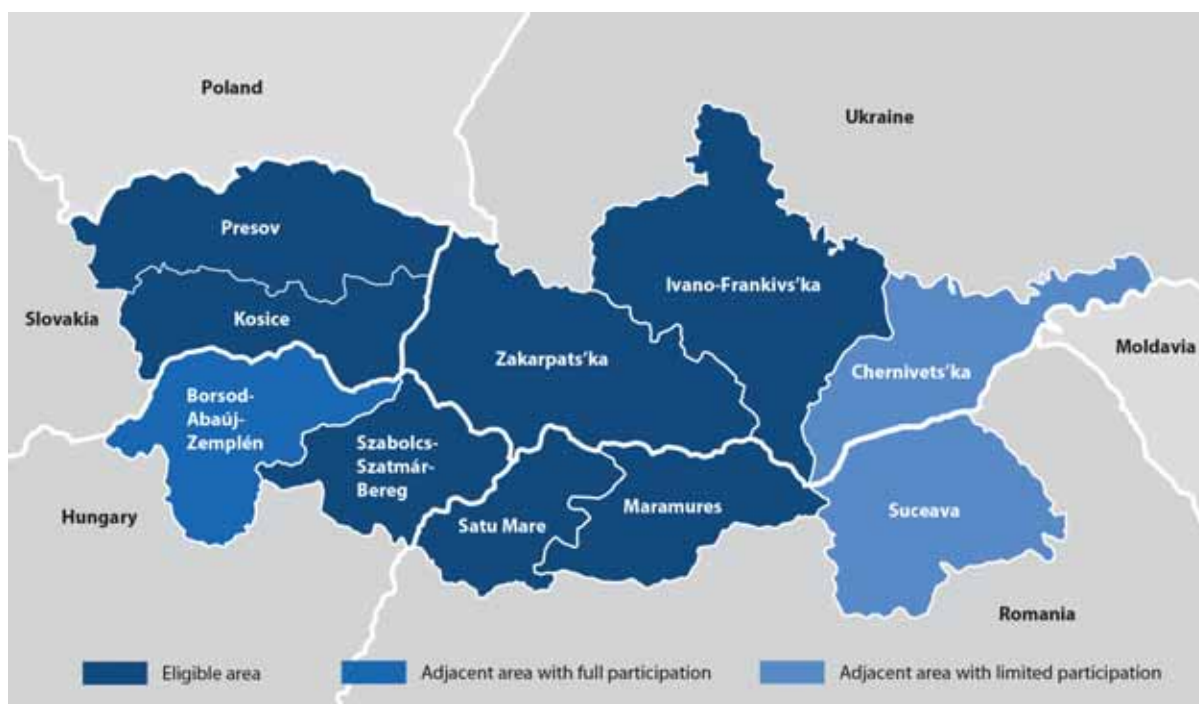 Poland
Ukraine
Presov
Ivano-Frankivs'ka
Slovakia
Kosice
Zakarpats'ka
Moldavia
Chernivets'ka
Borsod-
Abaúj-
Zemplén
Szabolcs-
Szatmár-
Bereg
Hungary
Satu Mare
Maramures
Suceava
Romania
Eligible area
Adjacent area with full participation
Adjacent area with limited participation